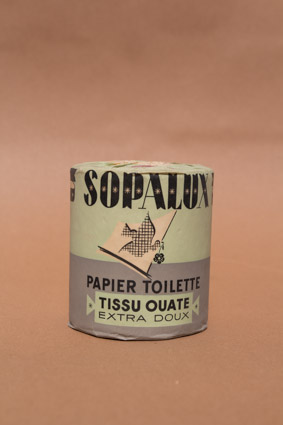 SOPALUX
PAPIER TOILETTE
TISSU OUATE
EXTRA DOUX